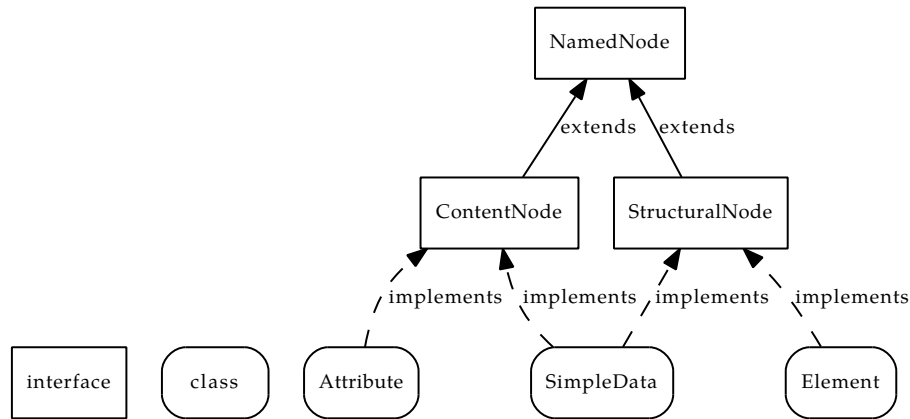 NamedNode
extends extends
ContentNode StructuralNode
implements implements implements implements
interface class Attribute SimpleData Element